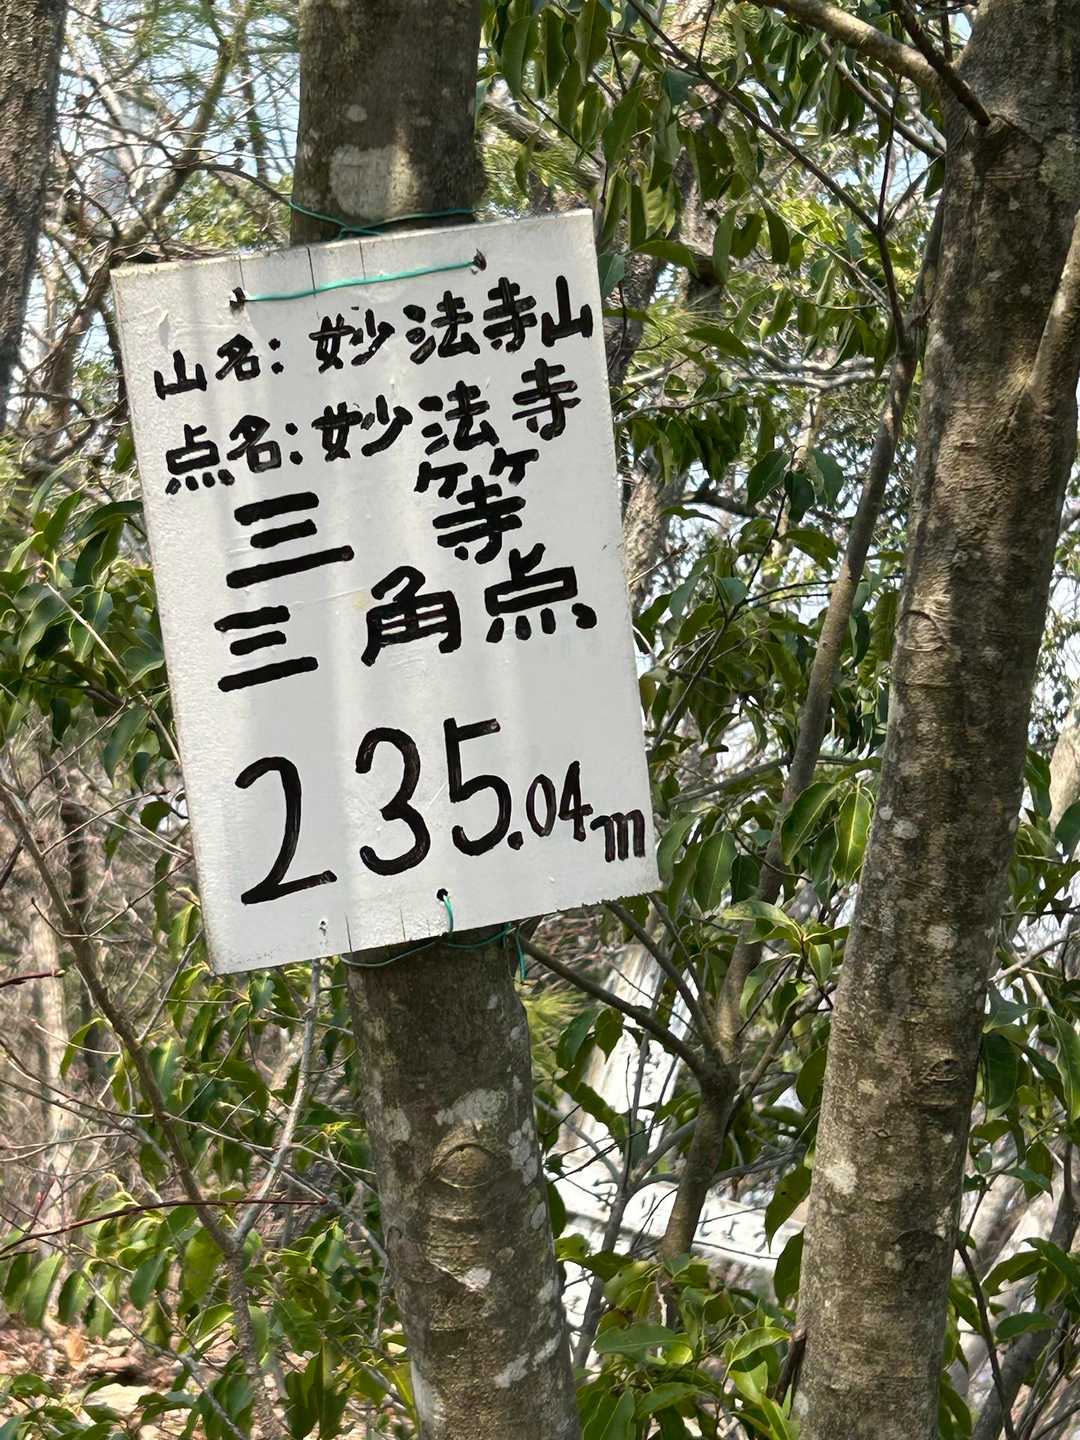 山名:妙法寺山
点名:妙法寺
三等
三角点
235.04m